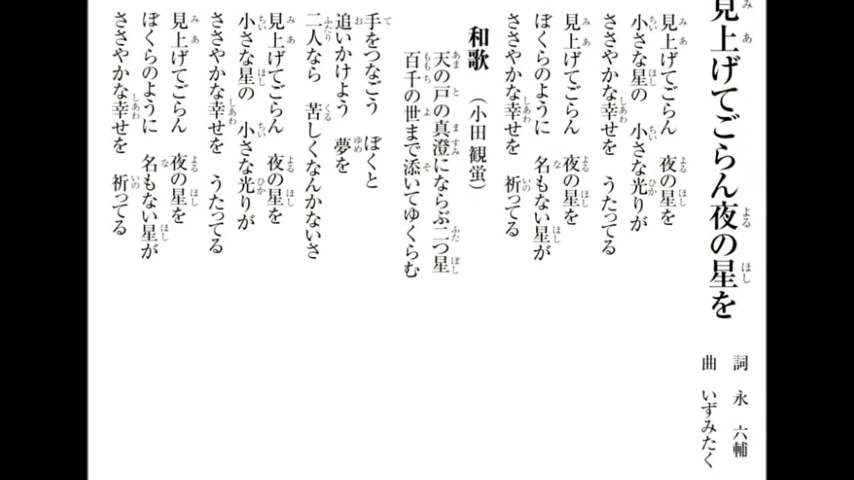 見上げてごらん夜の星を
詞 永 六輔
曲 いずみたく
見上げてごらん 夜の星を
小さな星の 小さな光りが
ささやかな幸せを うたってる
見上げてごらん 夜の星を
ぼくらのように 名もない星が
ささやかな幸せを 祈ってる
和歌 (小田観蛍)
天の戸の真澄にならぶ二つ星
百千の世まで添いてゆくらむ
手をつなごう ぼくと
追いかけよう 夢を
二人なら 苦しくなんかないさ
見上げてごらん 夜の星を
小さな星の 小さな光りが
ささやかな幸せを うたってる
見上げてごらん 夜の星を
ぼくらのように 名もない星が
ささやかな幸せを 祈ってる